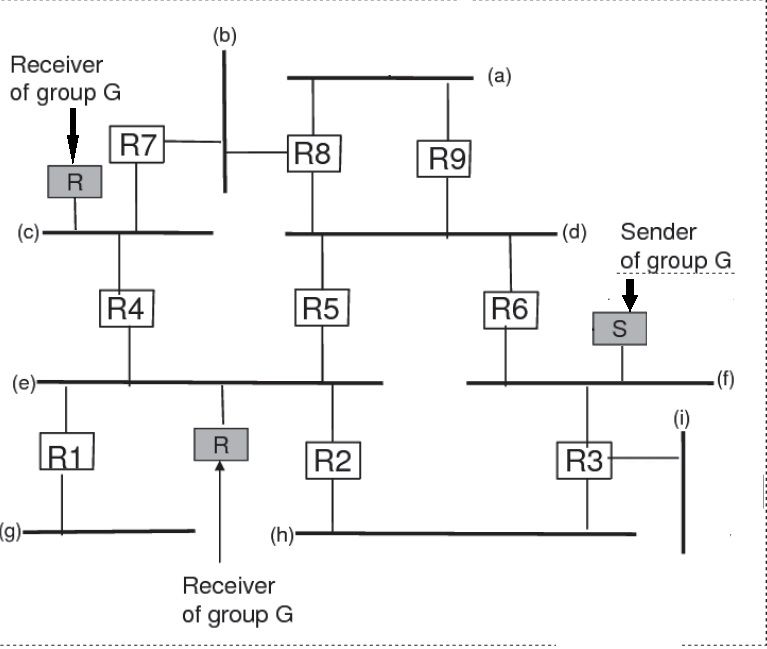 (b)
Receiver
of group G
(a)
R7
R8
R9
R
(c)
(d)
Sender
of group G
R4
R5
R6
S
(e)
(f)
(i)
R1
R
R2
R3
(g)
(h)
Receiver
of group G